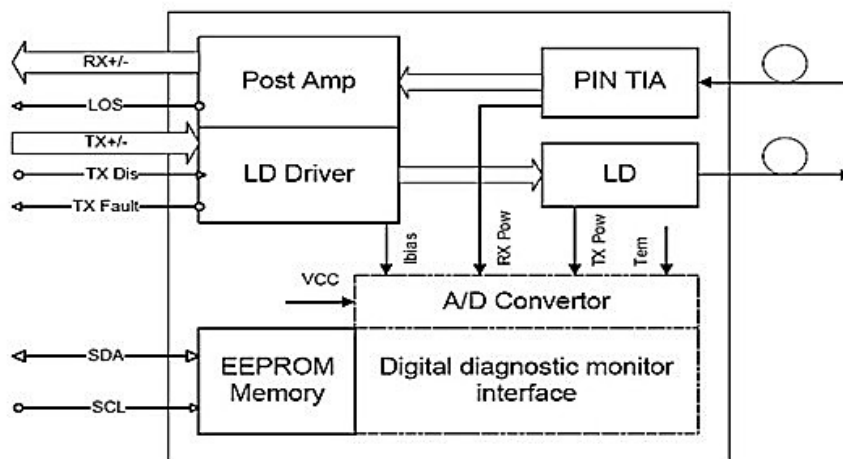 RX+/-
Post Amp
PIN TIA
LOS
TX+/-
TX Dis
LD Driver
LD
TX Fault
Ibias
RX Pow
TX Pow
Tem
VCC
A/D Convertor
SDA
EEPROM
Memory
Digital diagnostic monitor
interface
SCL